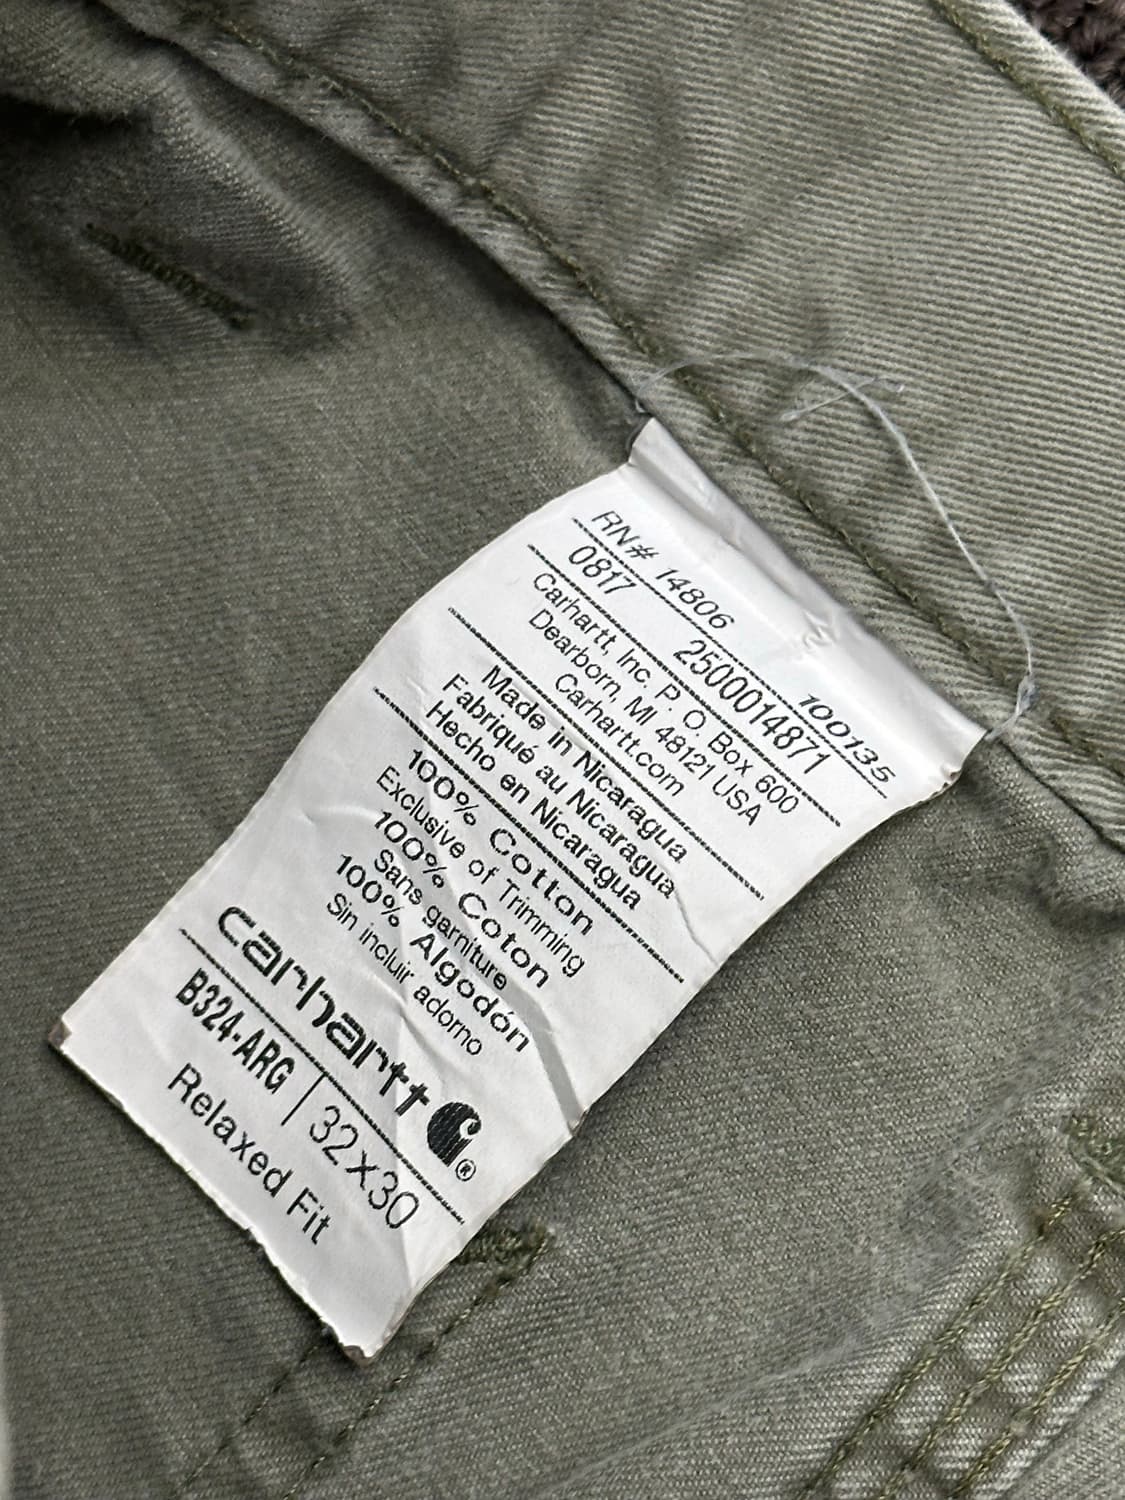 RN# 14806 100135
0817 2500014871
Carhartt, Inc. P. O. Box 600
Dearborn, MI 48121 USA
Carhartt.com
Made in Nicaragua
Fabriqué au Nicaragua
Hecho en Nicaragua
100% Cotton
Exclusive of Trimming
100% Coton
Sans garniture
100% Algodón
Sin incluir adorno
carhartt ®
B324-ARG | 32x30
Relaxed Fit